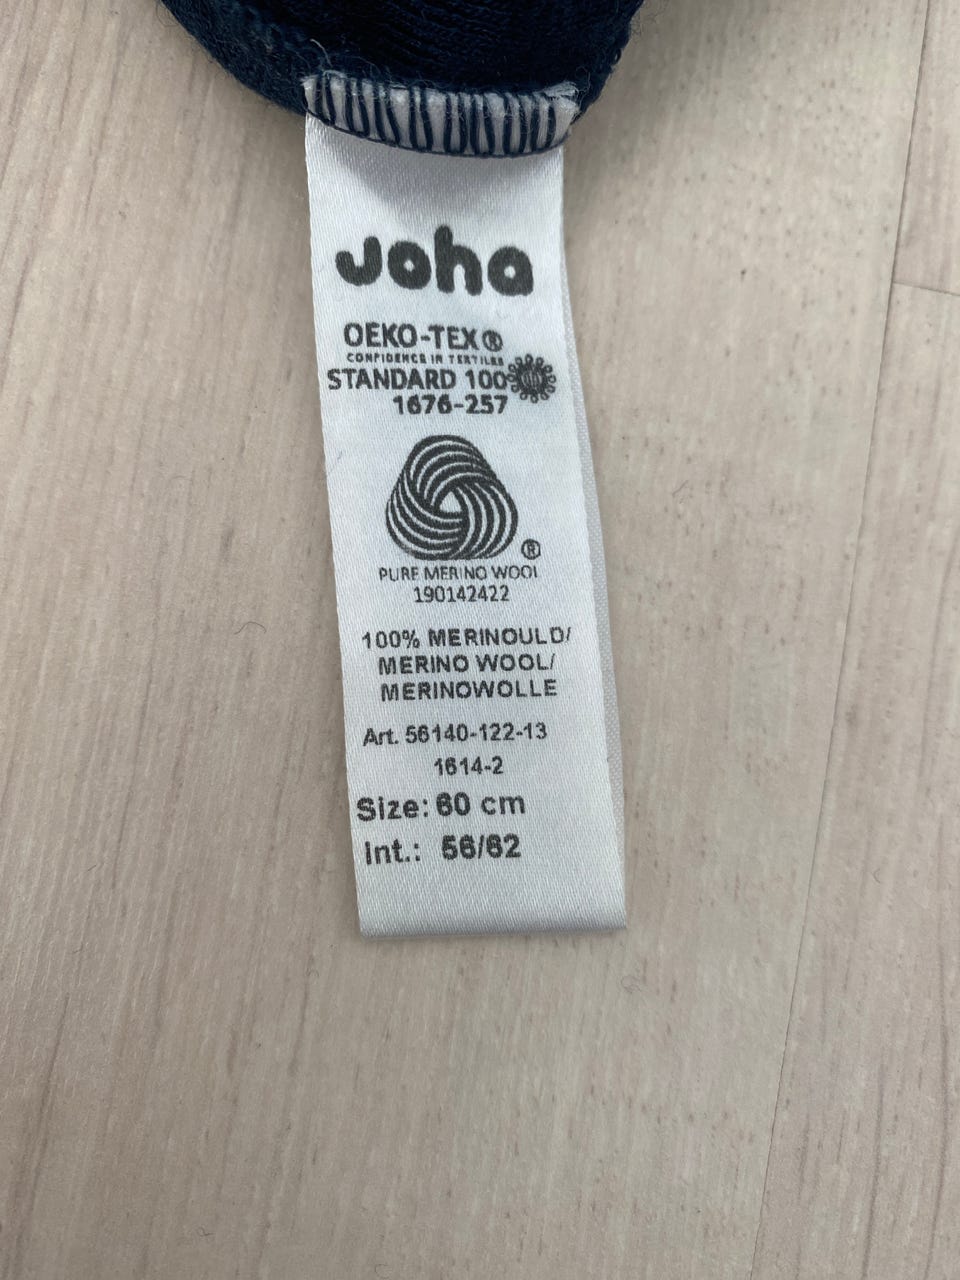 Joha
OEKO-TEX®
CONFIDENCE IN TEXTILES
STANDARD 100
1676-257
®
PURE MERINO WOOL
190142422
100% MERINOULD/
MERINO WOOL/
MERINOWOLLE
Art. 56140-122-13
1614-2
Size: 60 cm
Int.: 56/62